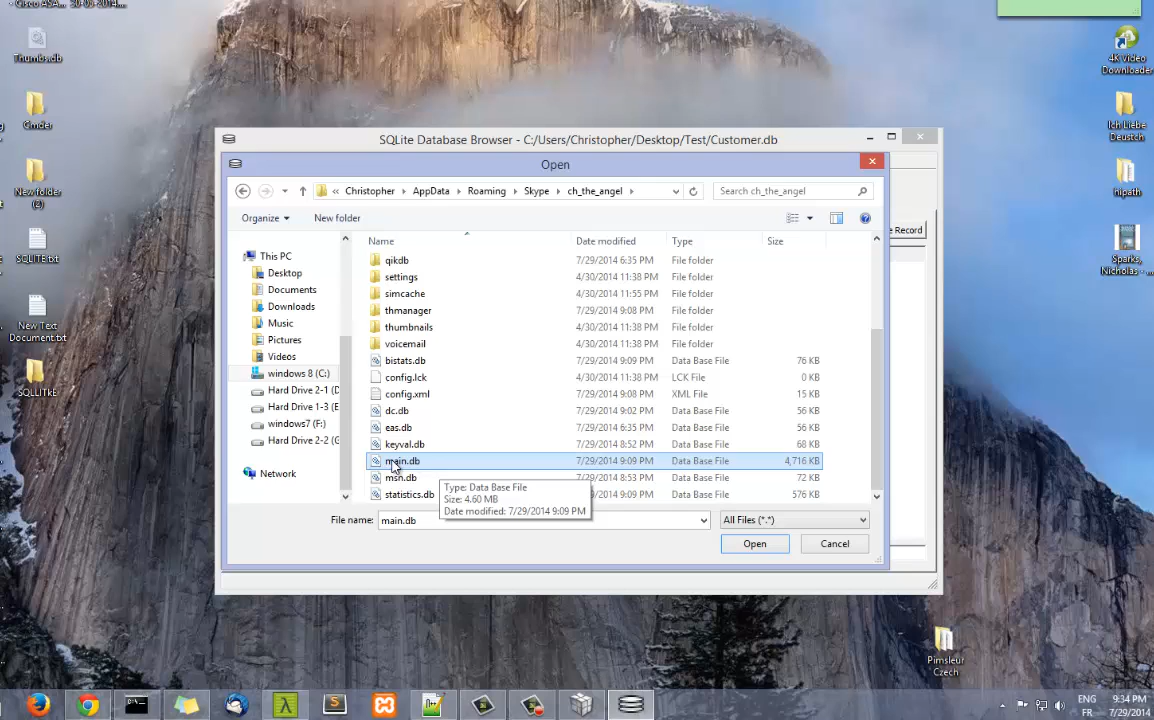 Cisco ASA... 30-05-2014....
Thumbs.db
Cmder
New folder
(2)
SQLITE.txt
New Text
Document.txt
SQLLITkE
4K video
Downloader
Ich Liebe
Deustch
hipath
Sparks,
Nicholas - ...
Pimsleur
Czech
SQLite Database Browser - C:/Users/Christopher/Desktop/Test/Customer.db
Open
« Christopher AppData Roaming Skype ch_the_angel
Search ch_the_angel
Organize New folder
e Record
Name Date modified Type Size
This PC
Desktop
Documents
Downloads
Music
Pictures
Videos
windows 8 (C:)
Hard Drive 2-1 (D
Hard Drive 1-3 (E
windows7 (F:)
Hard Drive 2-2 (G
Network
qikdb 7/29/2014 6:35 PM File folder
settings 4/30/2014 11:38 PM File folder
simcache 4/30/2014 11:55 PM File folder
thmanager 7/29/2014 9:08 PM File folder
thumbnails 4/30/2014 11:38 PM File folder
voicemail 4/30/2014 11:38 PM File folder
bistats.db 7/29/2014 9:09 PM Data Base File 76 KB
config.lck 4/30/2014 11:38 PM LCK File 0 KB
config.xml 7/29/2014 9:08 PM XML File 15 KB
dc.db 7/29/2014 9:02 PM Data Base File 56 KB
eas.db 7/29/2014 6:35 PM Data Base File 56 KB
keyval.db 7/29/2014 8:52 PM Data Base File 68 KB
main.db 7/29/2014 9:09 PM Data Base File 4,716 KB
msn.db 7/29/2014 8:53 PM Data Base File 72 KB
statistics.db 9:09 PM Data Base File 576 KB
Type: Data Base File
Size: 4.60 MB
Date modified: 7/29/2014 9:09 PM
File name: main.db
All Files (*.*)
Open Cancel
ENG
FR
9:34 PM
7/29/2014